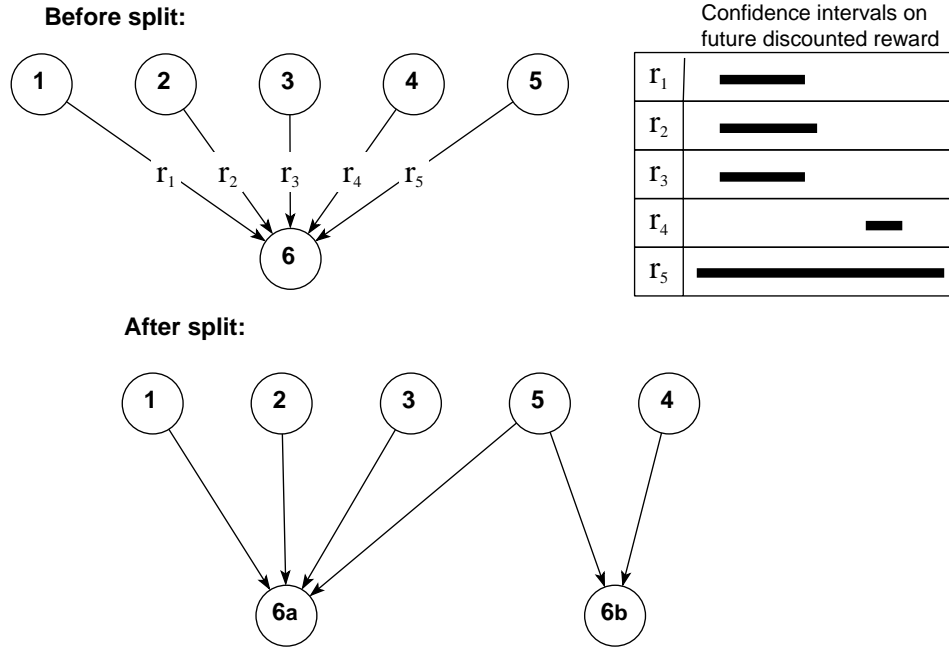 Before split:
Confidence intervals on
future discounted reward
1 2 3 4 5
r1 r2 r3 r4 r5
6
r1
r2
r3
r4
r5
After split:
1 2 3 5 4
6a 6b